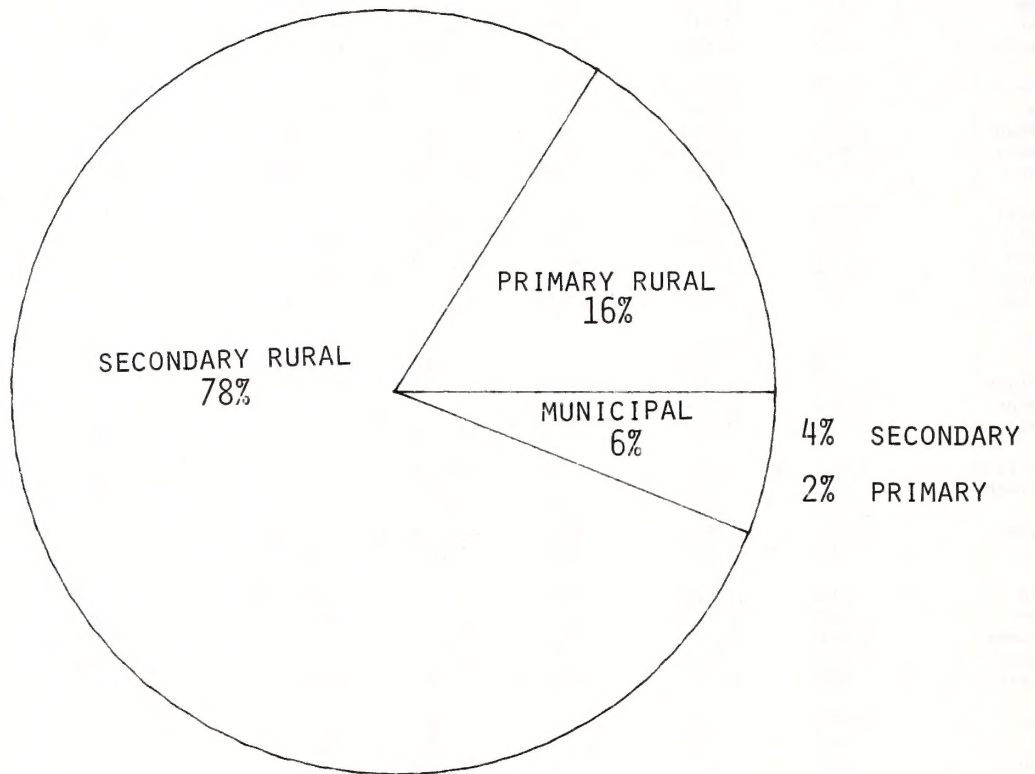 PRIMARY RURAL
16%
SECONDARY RURAL
78%
MUNICIPAL
6%
4% SECONDARY
2% PRIMARY